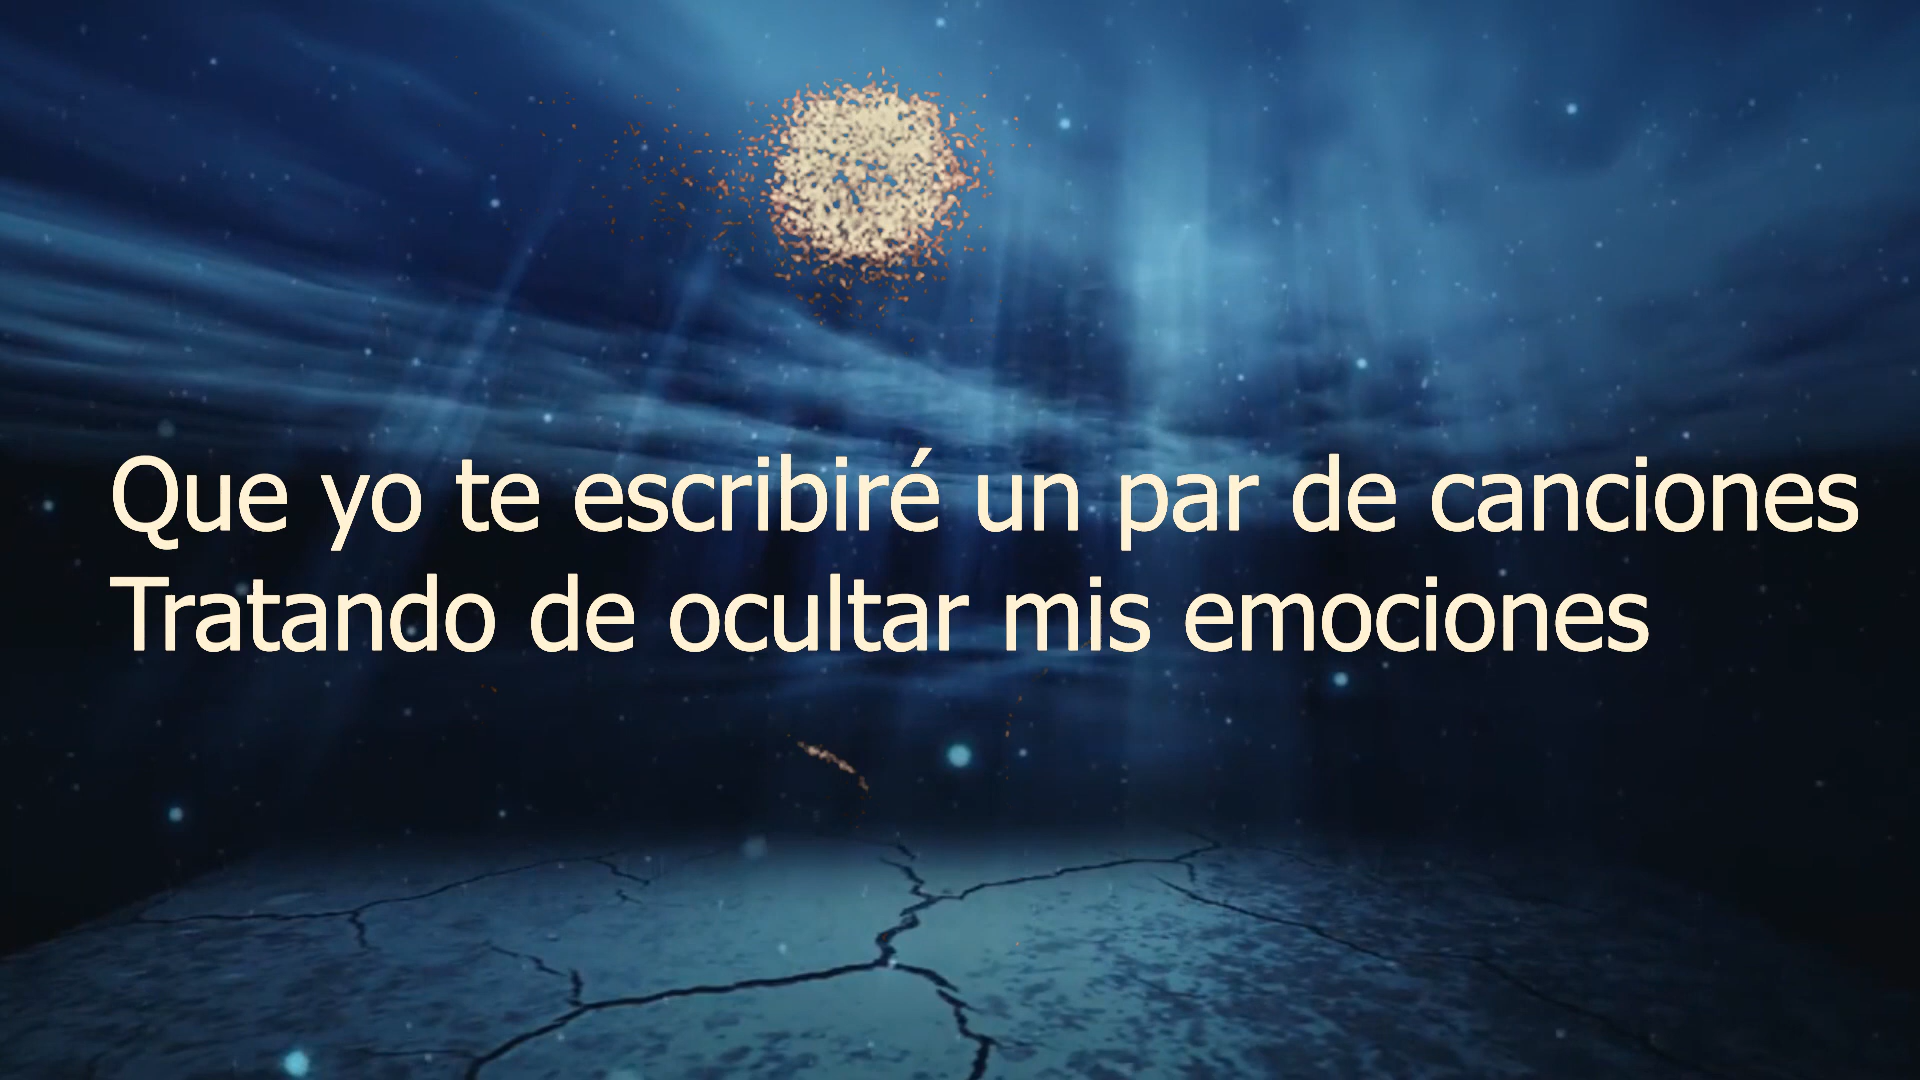 Que yo te escribiré un par de canciones
Tratando de ocultar mis emociones